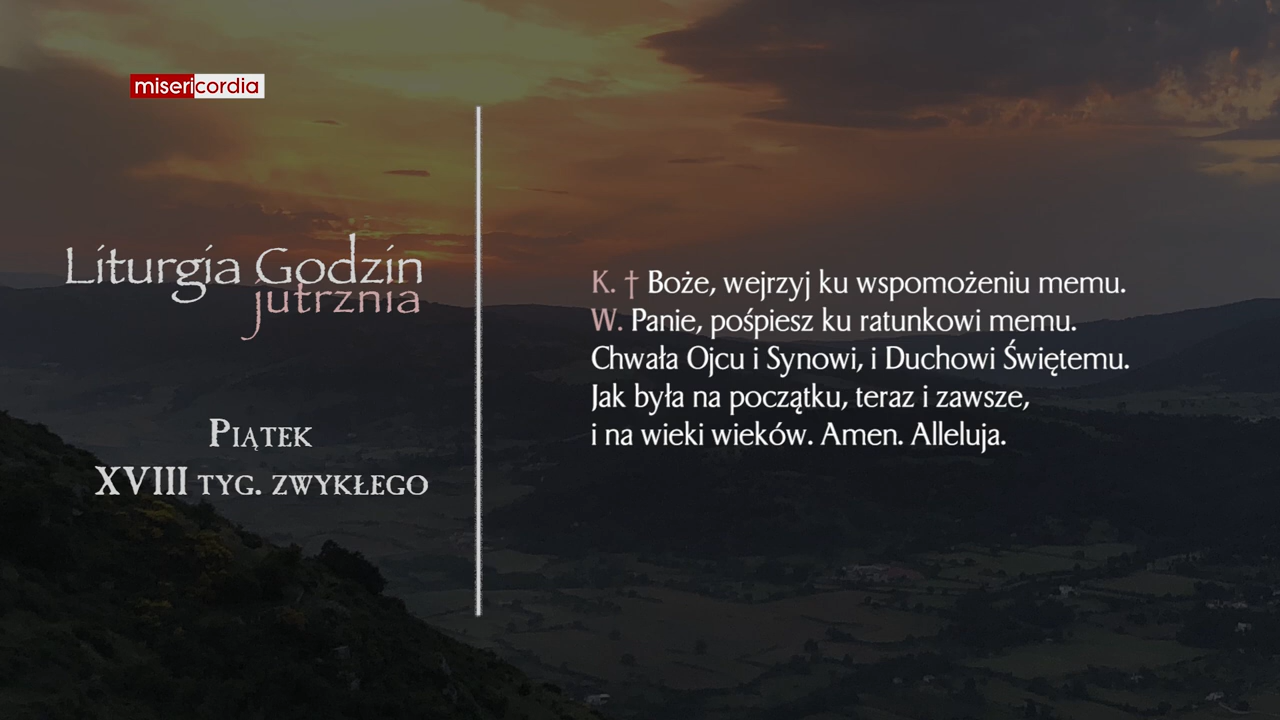 misericordia
Liturgia Godzin
jutrznia
Piątek
XVIII tyg. zwykłego
K. † Boże, wejrzyj ku wspomożeniu memu.
W. Panie, pośpiesz ku ratunkowi memu.
Chwała Ojcu i Synowi, i Duchowi Świętemu.
Jak była na początku, teraz i zawsze,
i na wieki wieków. Amen. Alleluja.